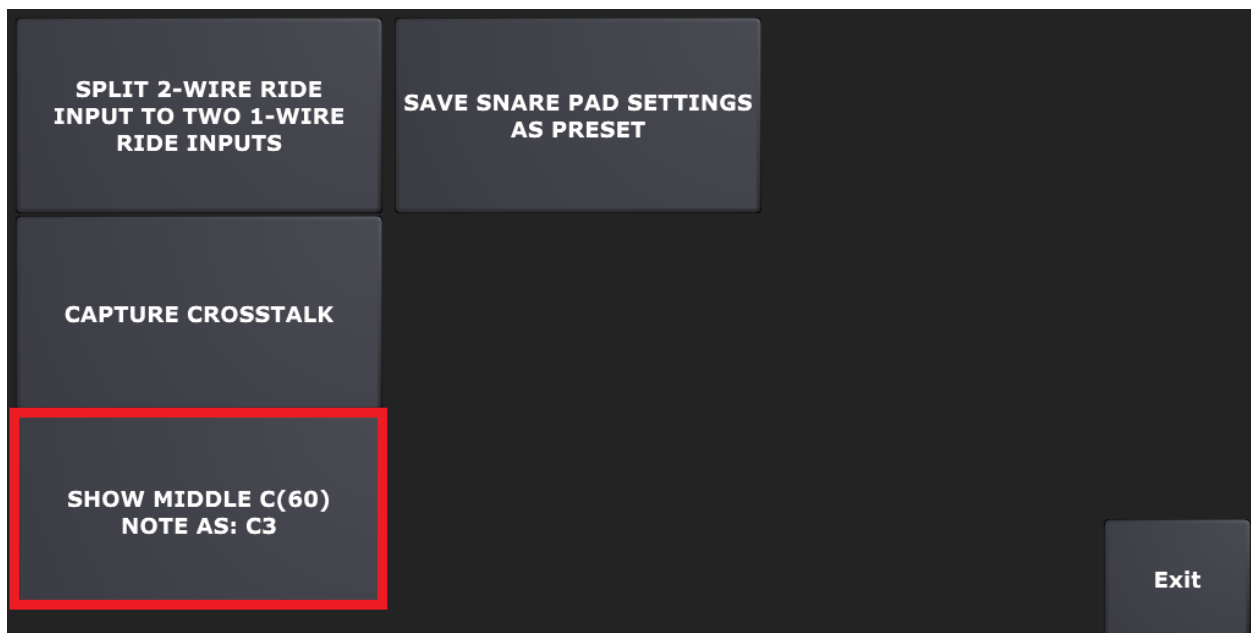 SPLIT 2-WIRE RIDE
INPUT TO TWO 1-WIRE
RIDE INPUTS
SAVE SNARE PAD SETTINGS
AS PRESET
CAPTURE CROSSTALK
SHOW MIDDLE C(60)
NOTE AS: C3
Exit